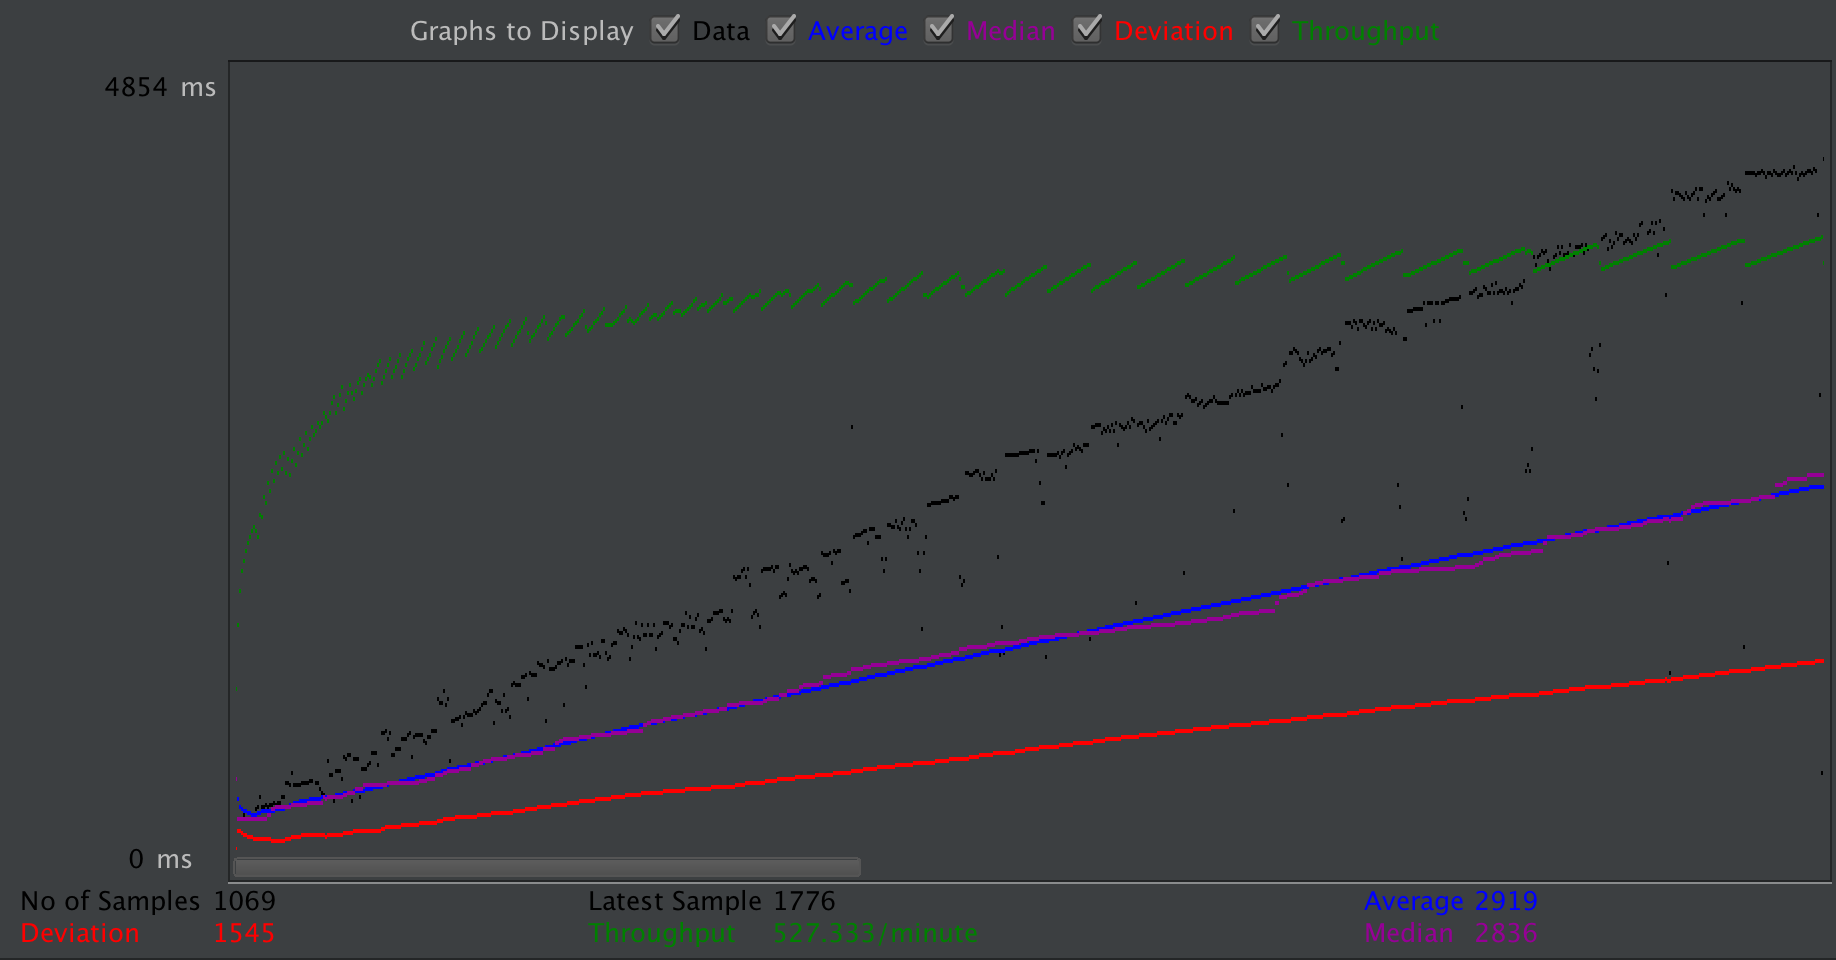 Graphs to Display Data Average Median Deviation Throughput
4854 ms
0 ms
No of Samples 1069 Latest Sample 1776 Average 2919
Deviation 1545 Throughput 527.333/minute Median 2836